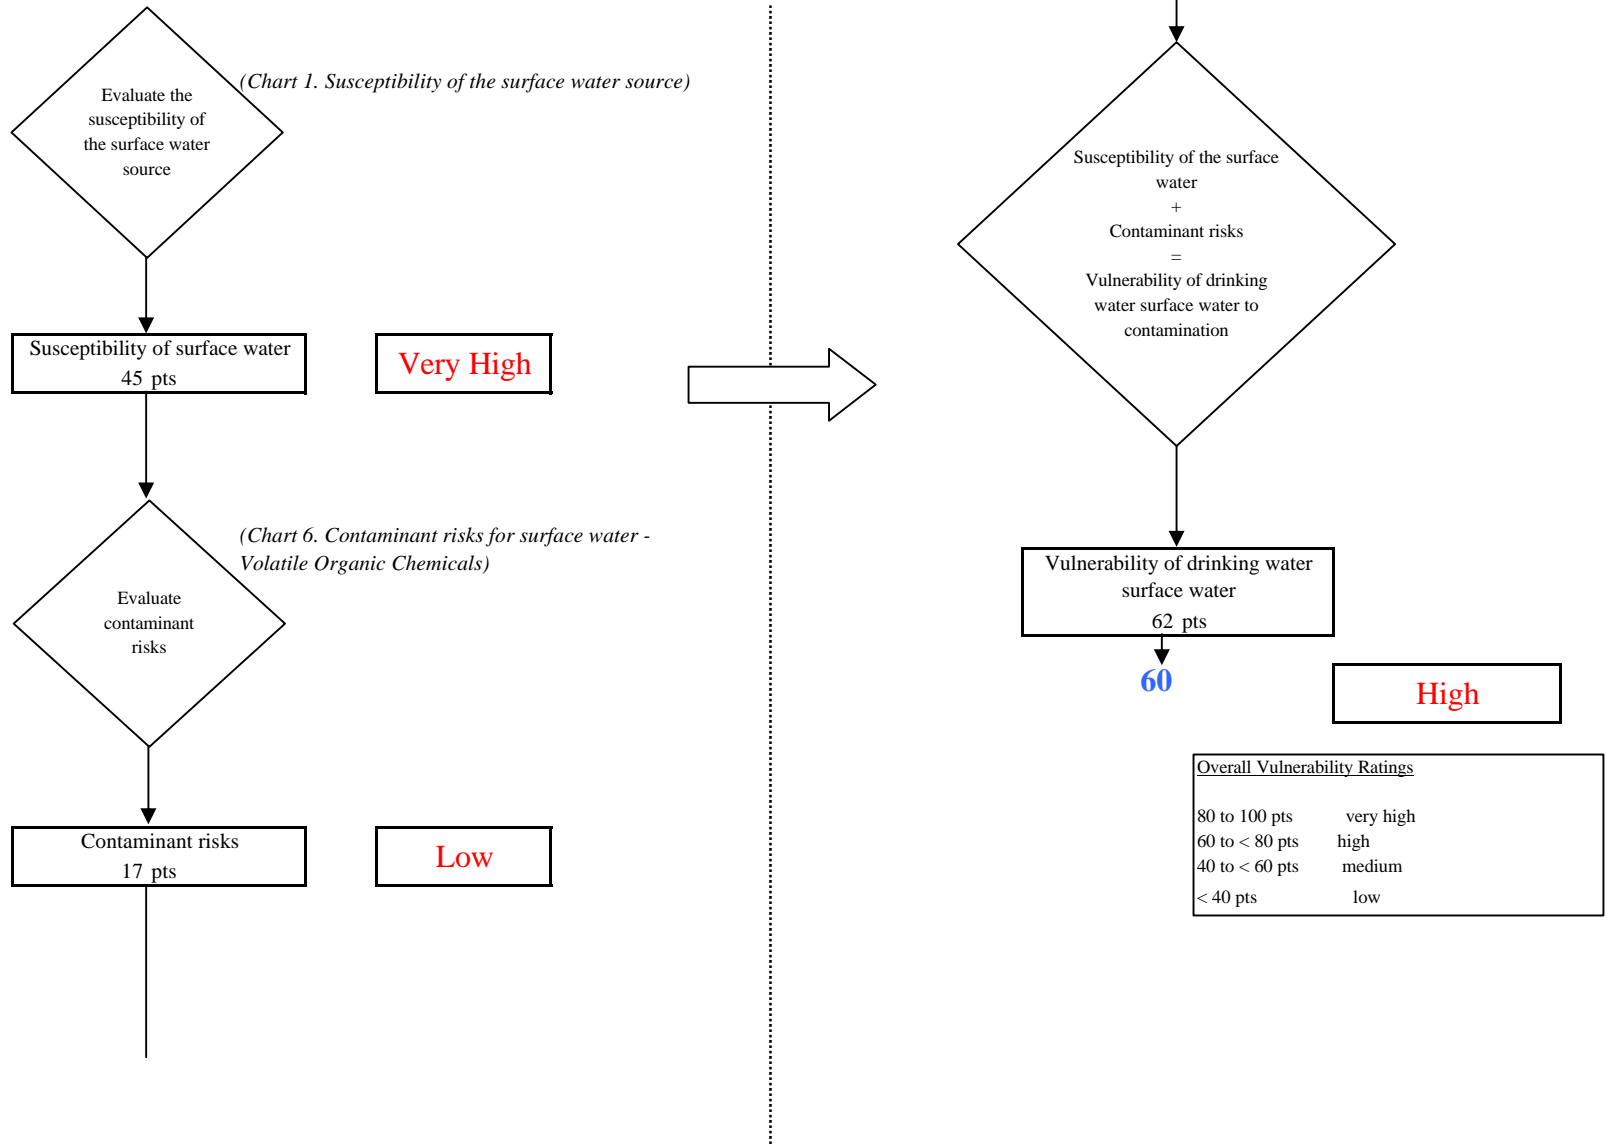 Evaluate the
susceptibility of
the surface water
source
(Chart 1. Susceptibility of the surface water source)
Susceptibility of surface water
45 pts
Very High
(Chart 6. Contaminant risks for surface water -
Volatile Organic Chemicals)
Evaluate
contaminant
risks
Contaminant risks
17 pts
Low
Susceptibility of the surface
water
+
Contaminant risks
=
Vulnerability of drinking
water surface water to
contamination
Vulnerability of drinking water
surface water
62 pts
60
High
Overall Vulnerability Ratings
80 to 100 pts very high
60 to < 80 pts high
40 to < 60 pts medium
< 40 pts low